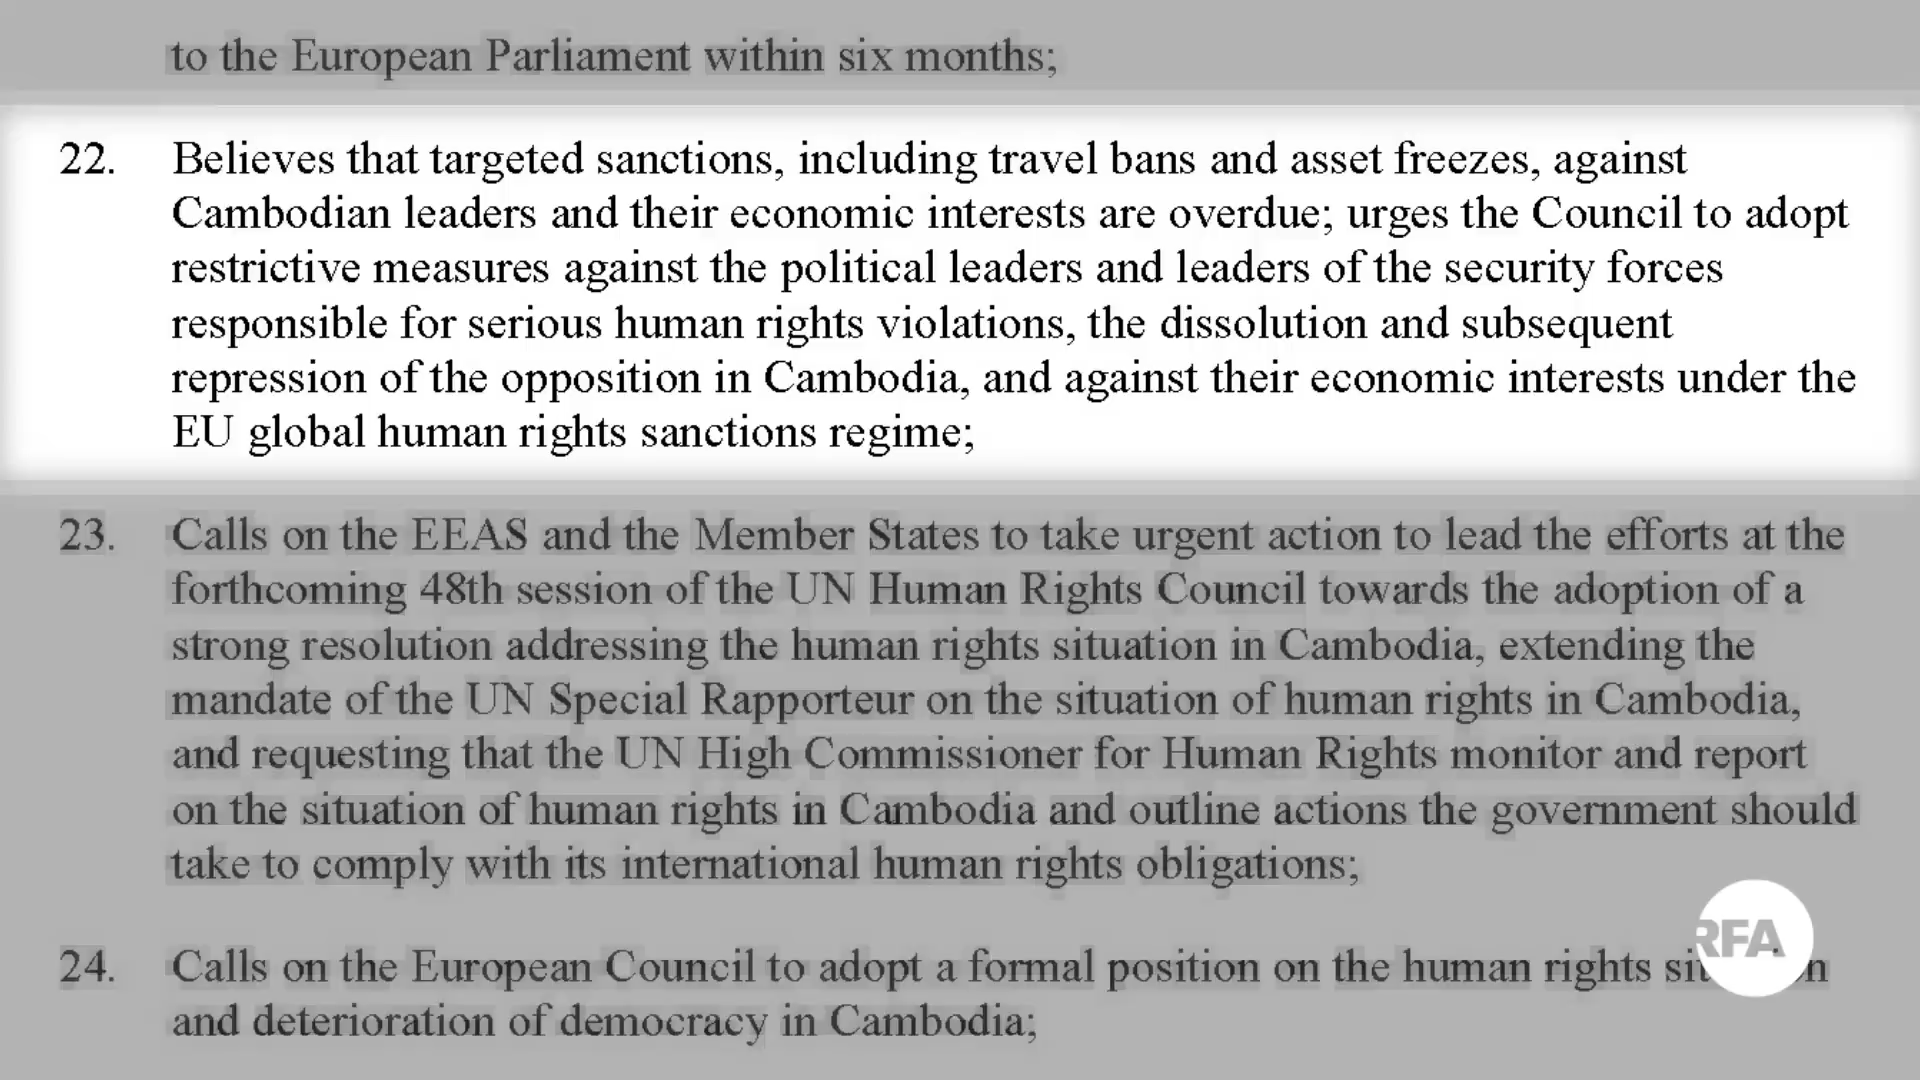 to the European Parliament within six months;
22. Believes that targeted sanctions, including travel bans and asset freezes, against
Cambodian leaders and their economic interests are overdue; urges the Council to adopt
restrictive measures against the political leaders and leaders of the security forces
responsible for serious human rights violations, the dissolution and subsequent
repression of the opposition in Cambodia, and against their economic interests under the
EU global human rights sanctions regime;
23. Calls on the EEAS and the Member States to take urgent action to lead the efforts at the
forthcoming 48th session of the UN Human Rights Council towards the adoption of a
strong resolution addressing the human rights situation in Cambodia, extending the
mandate of the UN Special Rapporteur on the situation of human rights in Cambodia,
and requesting that the UN High Commissioner for Human Rights monitor and report
on the situation of human rights in Cambodia and outline actions the government should
take to comply with its international human rights obligations;
RFA
24. Calls on the European Council to adopt a formal position on the human rights
and deterioration of democracy in Cambodia;